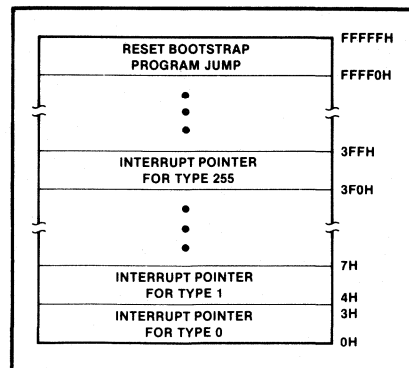 FFFFFH
RESET BOOTSTRAP
PROGRAM JUMP
FFFF0H
3FFH
INTERRUPT POINTER
FOR TYPE 255
3F0H
7H
INTERRUPT POINTER
FOR TYPE 1
4H
3H
INTERRUPT POINTER
FOR TYPE 0
0H